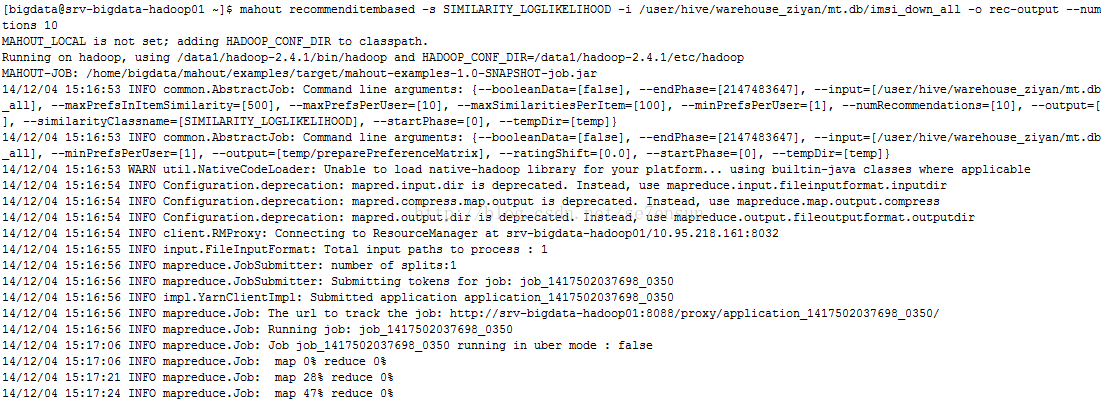 [bigdata@srv-bigdata-hadoop01 ~]$ mahout recommenditembased -s SIMILARITY_LOGLIKELIHOOD -i /user/hive/warehouse_ziyan/mt.db/imsi_down_all -o rec-output --num
tions 10
MAHOUT_LOCAL is not set; adding HADOOP_CONF_DIR to classpath.
Running on hadoop, using /data1/hadoop-2.4.1/bin/hadoop and HADOOP_CONF_DIR=/data1/hadoop-2.4.1/etc/hadoop
MAHOUT-JOB: /home/bigdata/mahout/examples/target/mahout-examples-1.0-SNAPSHOT-job.jar
14/12/04 15:16:53 INFO common.AbstractJob: Command line arguments: {--booleanData=[false], --endPhase=[2147483647], --input=[/user/hive/warehouse_ziyan/mt.db
_all], --maxPrefsInItemSimilarity=[500], --maxPrefsPerUser=[10], --maxSimilaritiesPerItem=[100], --minPrefsPerUser=[1], --numRecommendations=[10], --output=[
], --similarityClassname=[SIMILARITY_LOGLIKELIHOOD], --startPhase=[0], --tempDir=[temp]}
14/12/04 15:16:53 INFO common.AbstractJob: Command line arguments: {--booleanData=[false], --endPhase=[2147483647], --input=[/user/hive/warehouse_ziyan/mt.db
_all], --minPrefsPerUser=[1], --output=[temp/preparePreferenceMatrix], --ratingShift=[0.0], --startPhase=[0], --tempDir=[temp]}
14/12/04 15:16:53 WARN util.NativeCodeLoader: Unable to load native-hadoop library for your platform... using builtin-java classes where applicable
14/12/04 15:16:54 INFO Configuration.deprecation: mapred.input.dir is deprecated. Instead, use mapreduce.input.fileinputformat.inputdir
14/12/04 15:16:54 INFO Configuration.deprecation: mapred.compress.map.output is deprecated. Instead, use mapreduce.map.output.compress
14/12/04 15:16:54 INFO Configuration.deprecation: mapred.output.dir is deprecated. Instead, use mapreduce.output.fileoutputformat.outputdir
14/12/04 15:16:54 INFO client.RMProxy: Connecting to ResourceManager at srv-bigdata-hadoop01/10.95.218.161:8032
14/12/04 15:16:55 INFO input.FileInputFormat: Total input paths to process : 1
14/12/04 15:16:56 INFO mapreduce.JobSubmitter: number of splits:1
14/12/04 15:16:56 INFO mapreduce.JobSubmitter: Submitting tokens for job: job_1417502037698_0350
14/12/04 15:16:56 INFO impl.YarnClientImpl: Submitted application application_1417502037698_0350
14/12/04 15:16:56 INFO mapreduce.Job: The url to track the job: http://srv-bigdata-hadoop01:8088/proxy/application_1417502037698_0350/
14/12/04 15:16:56 INFO mapreduce.Job: Running job: job_1417502037698_0350
14/12/04 15:17:06 INFO mapreduce.Job: Job job_1417502037698_0350 running in uber mode : false
14/12/04 15:17:06 INFO mapreduce.Job:  map 0% reduce 0%
14/12/04 15:17:21 INFO mapreduce.Job:  map 28% reduce 0%
14/12/04 15:17:24 INFO mapreduce.Job:  map 47% reduce 0%